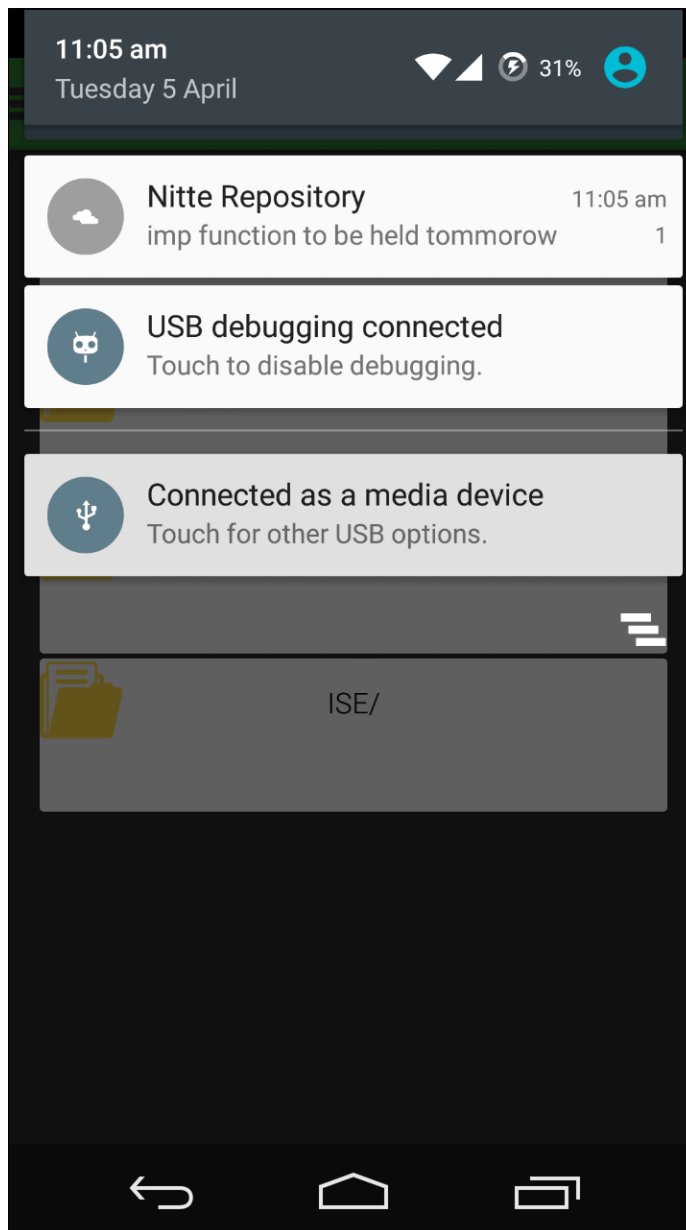 11:05 am
31%
Tuesday 5 April
Nitte Repository 11:05 am
imp function to be held tommorow 1
USB debugging connected
Touch to disable debugging.
Connected as a media device
Touch for other USB options.
ISE/